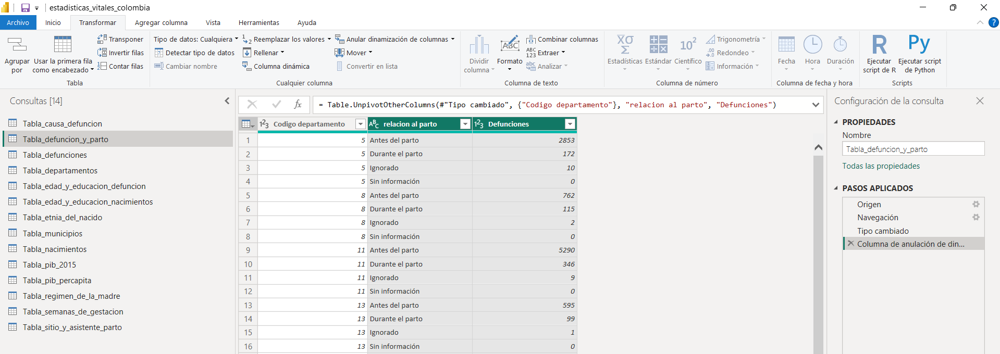 estadisticas_vitales_colombia
Archivo Inicio Transformar Agregar columna Vista Herramientas Ayuda
?
Agrupar por
Usar la primera fila como encabezado
Transponer
Invertir filas
Contar filas
Tabla
Tipo de datos: Cualquiera
Detectar tipo de datos
Cambiar nombre
Reemplazar los valores
Rellenar
Columna dinámica
Anular dinamización de columnas
Mover
Convertir en lista
Cualquier columna
Dividir columna
Formato
Combinar columnas
Extraer
Analizar
Columna de texto
Estadísticas
Estándar
Científico
Trigonometría
Redondeo
Información
Columna de número
Fecha
Hora
Duración
Columna de fecha y hora
R
Ejecutar script de R
Py
Ejecutar script de Python
Scripts
Consultas [14]
Tabla_causa_defuncion
Tabla_defuncion_y_parto
Tabla_defunciones
Tabla_departamentos
Tabla_edad_y_educacion_defuncion
Tabla_edad_y_educacion_nacimientos
Tabla_etnia_del_nacido
Tabla_municipios
Tabla_nacimientos
Tabla_pib_2015
Tabla_pib_percapita
Tabla_regimen_de_la_madre
Tabla_semanas_de_gestacion
Tabla_sitio_y_asistente_parto
fx
= Table.UnpivotOtherColumns(#"Tipo cambiado", {"Codigo departamento"}, "relacion al parto", "Defunciones")
123 Codigo departamento ABC relacion al parto 123 Defunciones
1 5 Antes del parto 2853
2 5 Durante el parto 172
3 5 Ignorado 10
4 5 Sin información 0
5 8 Antes del parto 762
6 8 Durante el parto 115
7 8 Ignorado 2
8 8 Sin información 0
9 11 Antes del parto 5290
10 11 Durante el parto 346
11 11 Ignorado 9
12 11 Sin información 0
13 13 Antes del parto 595
14 13 Durante el parto 99
15 13 Ignorado 1
16 13 Sin información 0
Configuración de la consulta
PROPIEDADES
Nombre
Tabla_defuncion_y_parto
Todas las propiedades
PASOS APLICADOS
Origen
Navegación
Tipo cambiado
Columna de anulación de din...